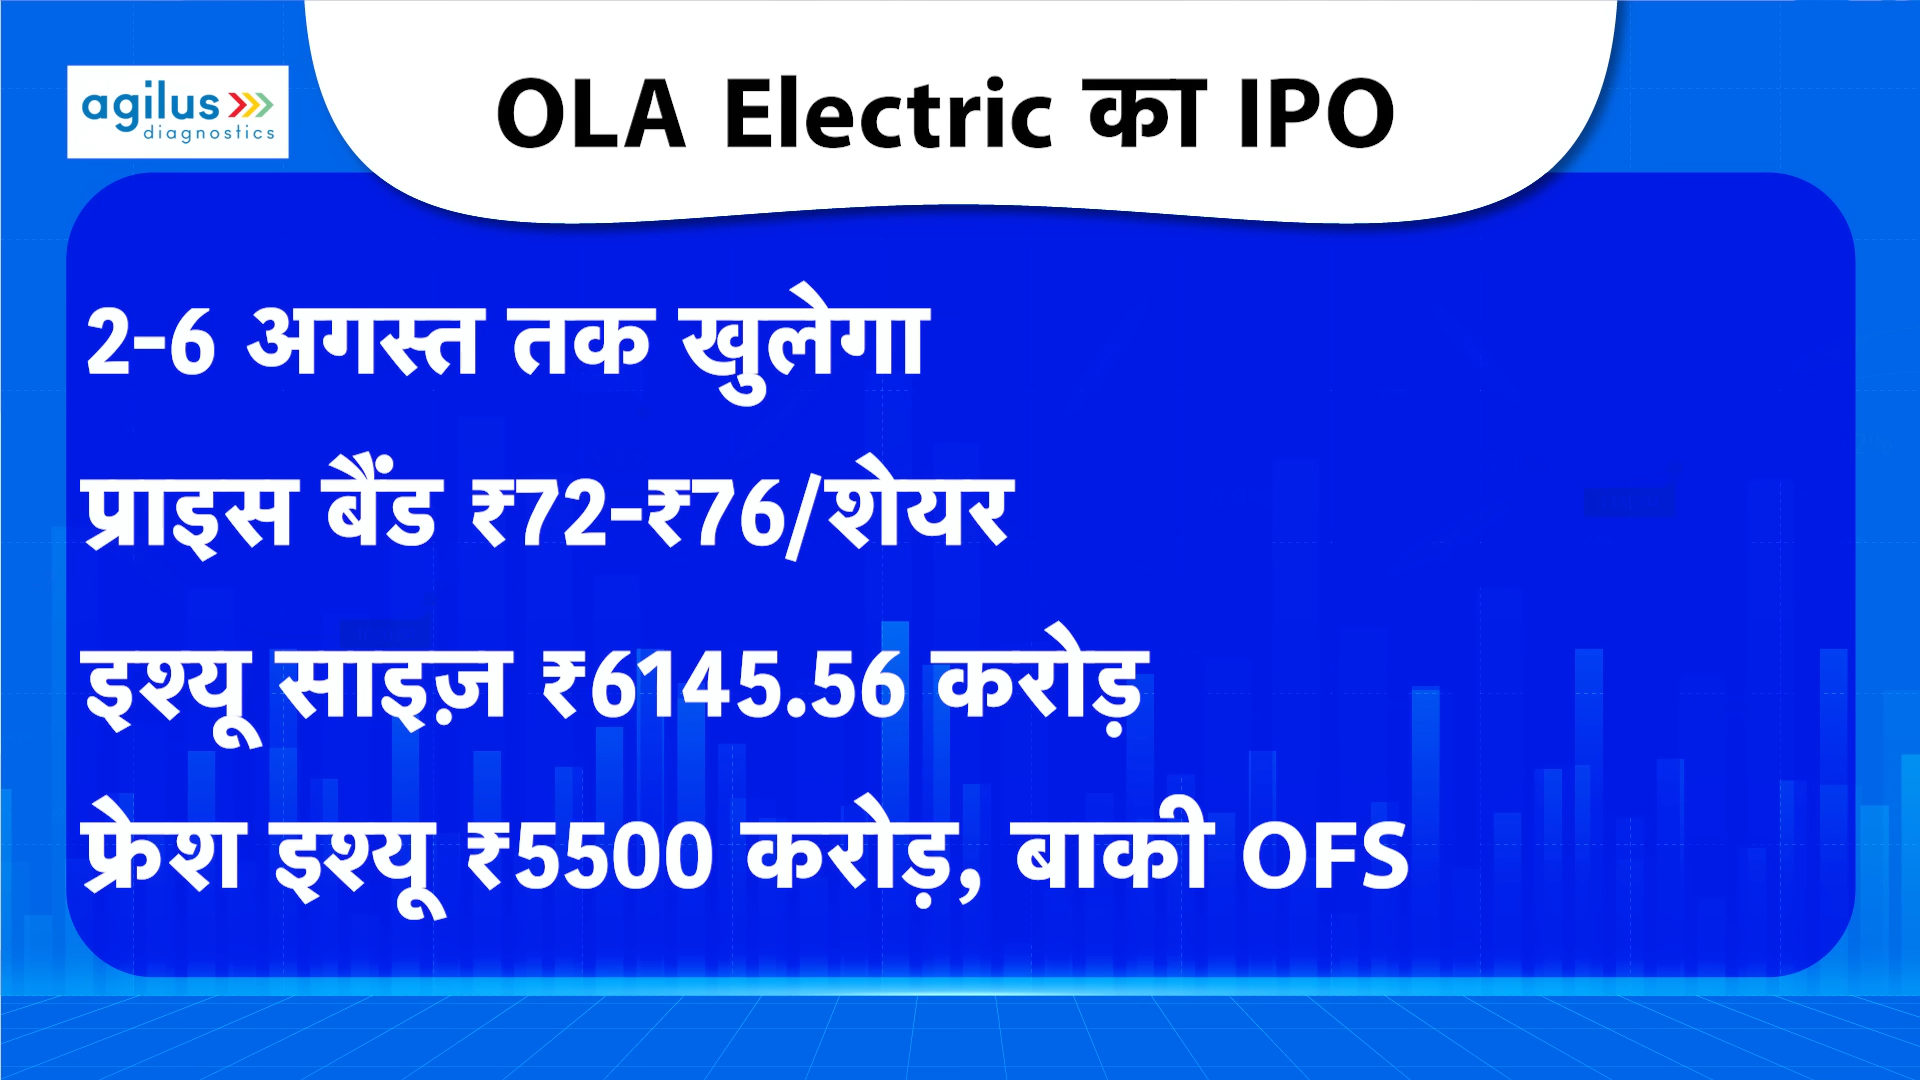 agilus
diagnostics
OLA Electric का IPO
2-6 अगस्त तक खुलेगा
प्राइस बैंड ₹72-₹76/शेयर
इश्यू साइज़ ₹6145.56 करोड़
फ्रेश इश्यू ₹5500 करोड़, बाकी OFS